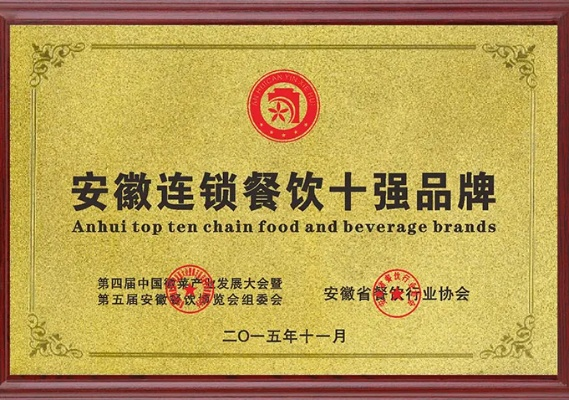 安徽连锁餐饮十强品牌
Anhui top ten chain food and beverage brands
第四届中国徽菜产业发展大会暨
第五届安徽餐饮博览会组委会
安徽省餐饮行业协会
二〇一五年十一月